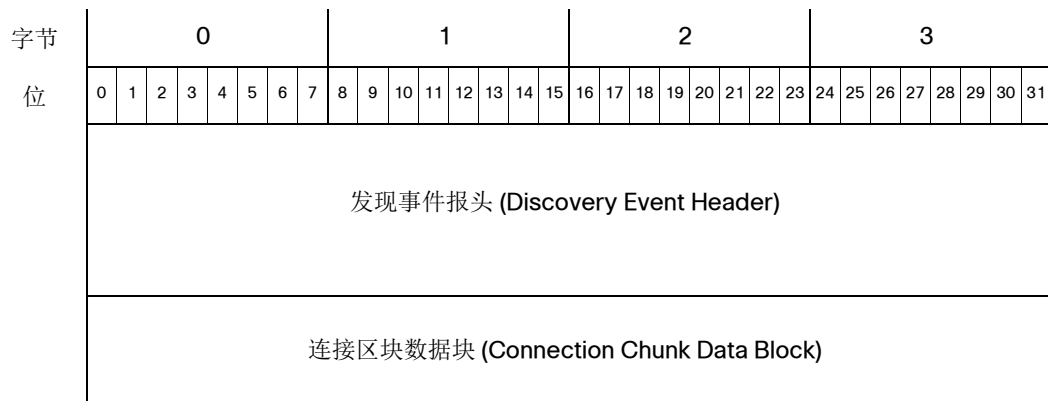 字节 0 1 2 3
位 0 1 2 3 4 5 6 7 8 9 10 11 12 13 14 15 16 17 18 19 20 21 22 23 24 25 26 27 28 29 30 31
发现事件报头 (Discovery Event Header)
连接区块数据块 (Connection Chunk Data Block)